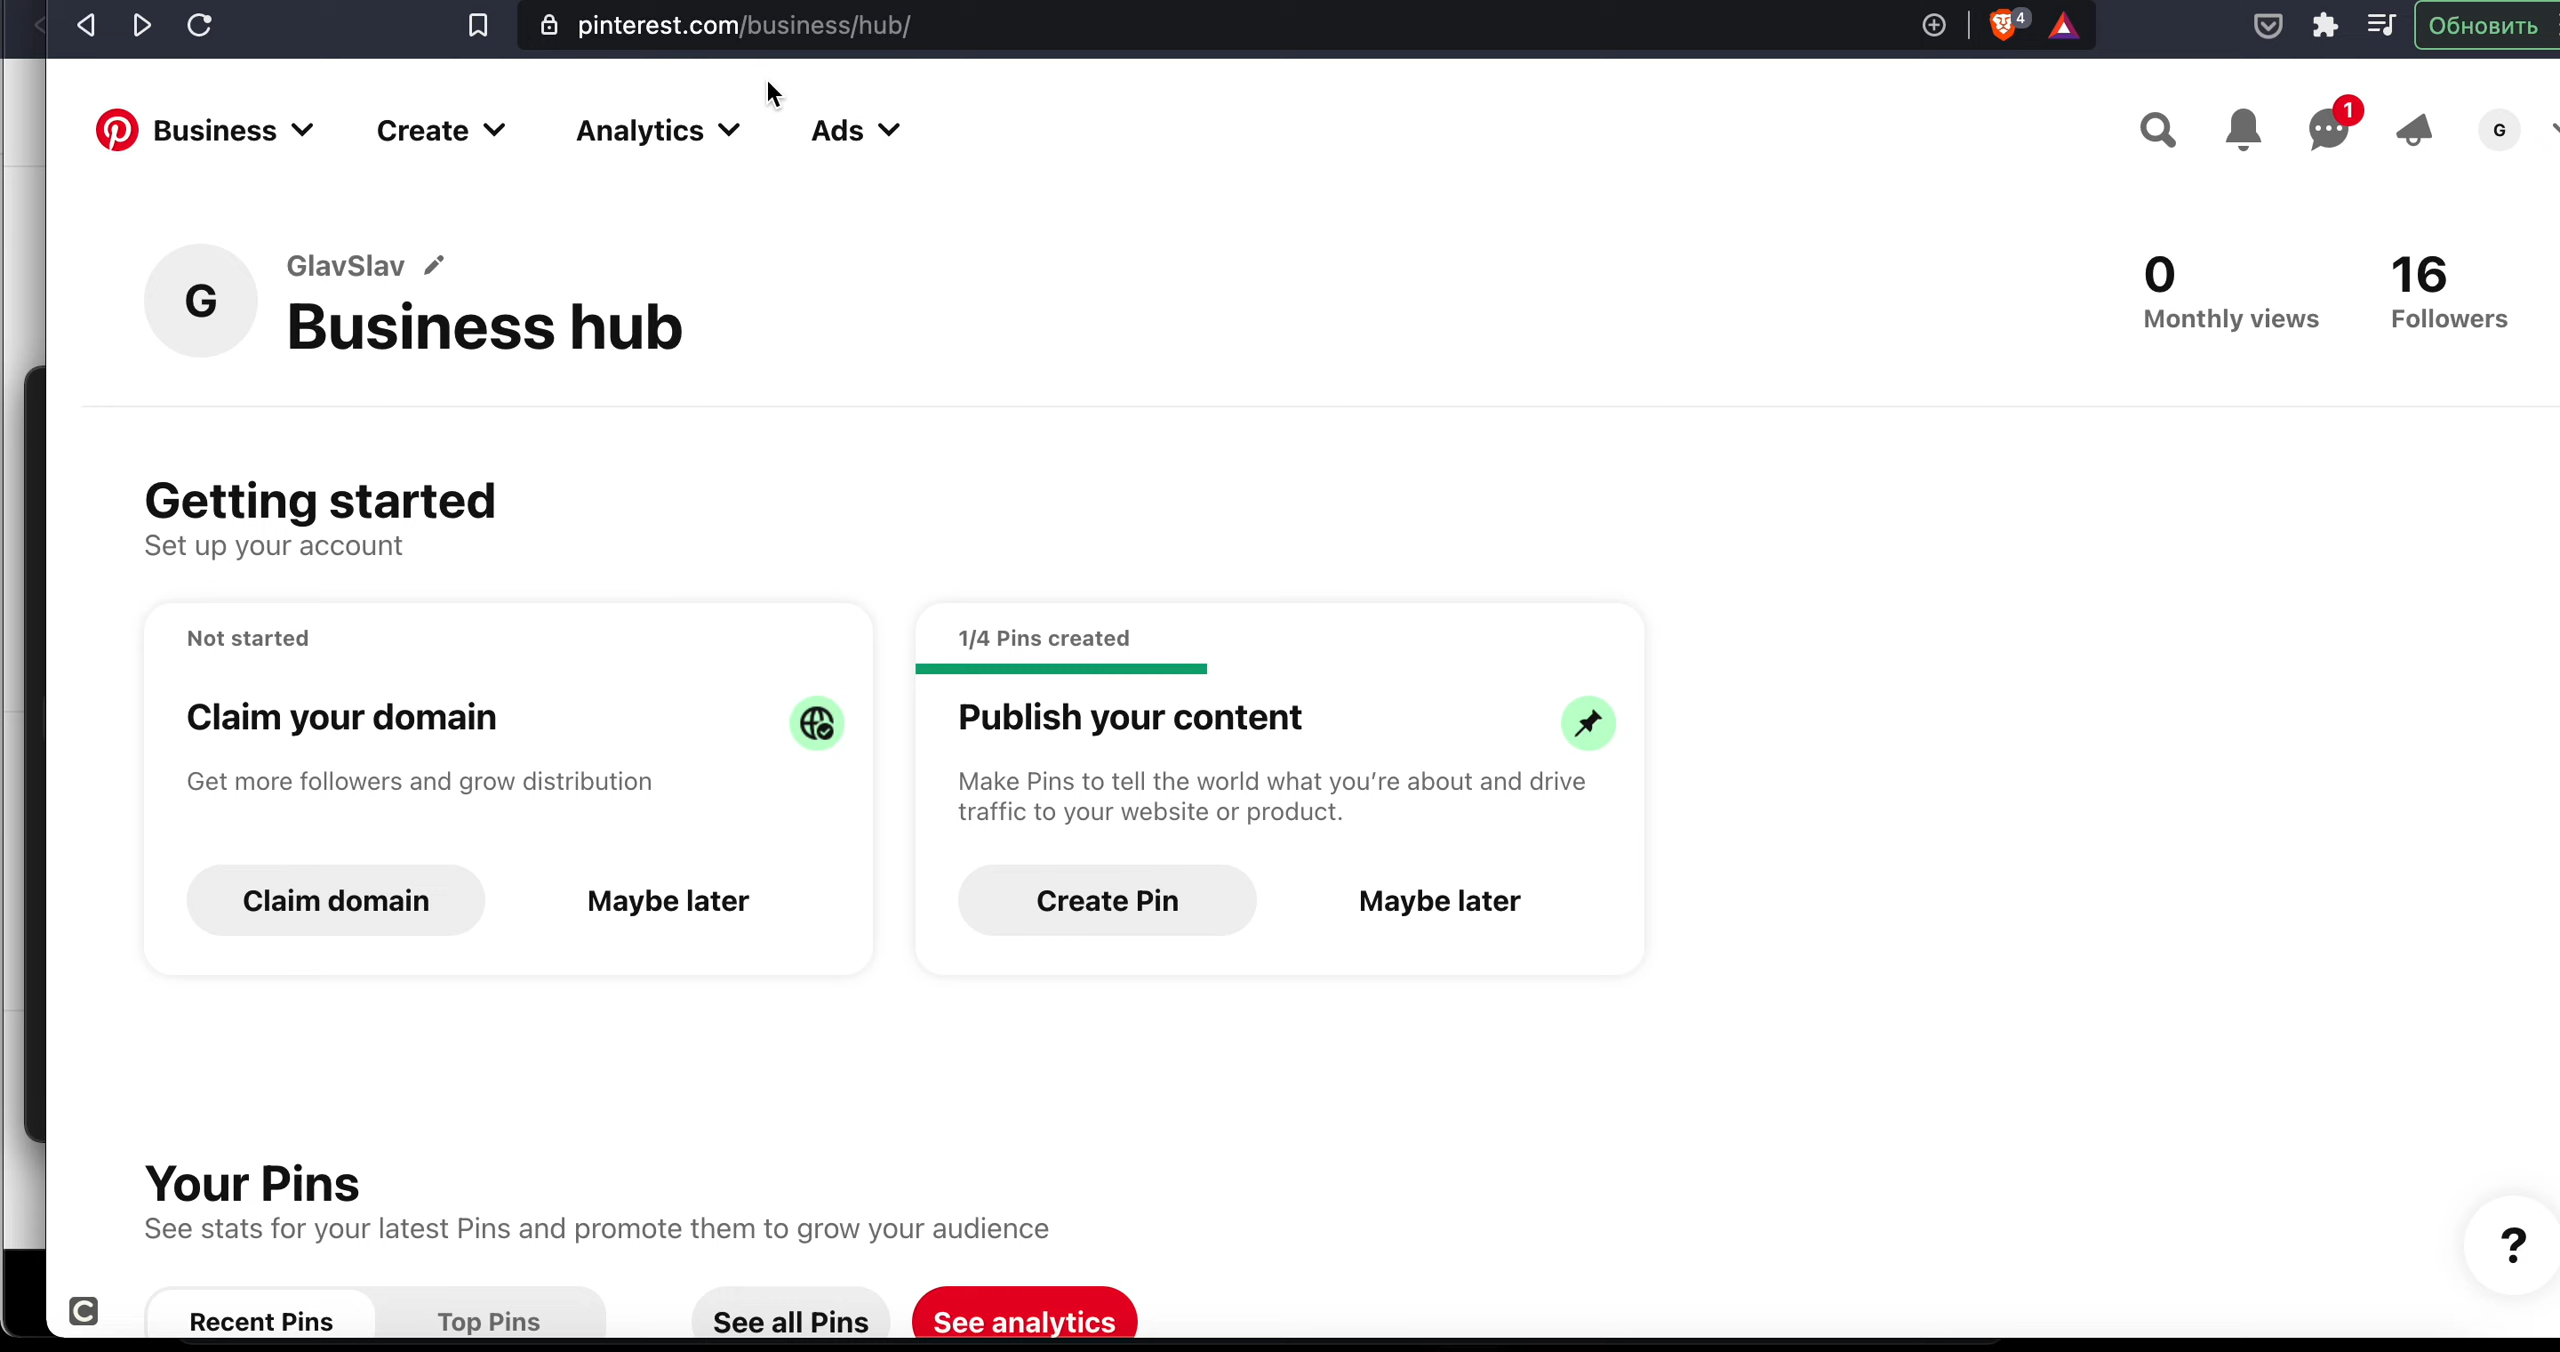 pinterest.com/business/hub/
4
Обновить
Business
Create
Analytics
Ads
1
G
G
GlavSlav
Business hub
0
Monthly views
16
Followers
Getting started
Set up your account
Not started
Claim your domain
Get more followers and grow distribution
Claim domain
Maybe later
1/4 Pins created
Publish your content
Make Pins to tell the world what you're about and drive
traffic to your website or product.
Create Pin
Maybe later
Your Pins
See stats for your latest Pins and promote them to grow your audience
Recent Pins
Top Pins
See all Pins
See analytics
?
C